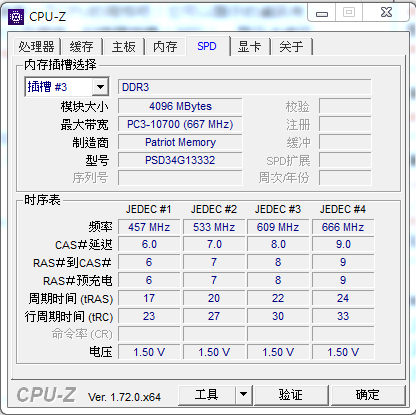 CPU-Z
处理器 缓存 主板 内存 SPD 显卡 关于
内存插槽选择
插槽 #3 DDR3
模块大小 4096 MBytes 校验
最大带宽 PC3-10700 (667 MHz) 注册
制造商 Patriot Memory 缓冲
型号 PSD34G13332 SPD扩展
序列号 周次/年份
时序表
JEDEC #1 JEDEC #2 JEDEC #3 JEDEC #4
频率 457 MHz 533 MHz 609 MHz 666 MHz
CAS#延迟 6.0 7.0 8.0 9.0
RAS#到CAS# 6 7 8 9
RAS#预充电 6 7 8 9
周期时间 (tRAS) 17 20 22 24
行周期时间 (tRC) 23 27 30 33
命令率 (CR)
电压 1.50 V 1.50 V 1.50 V 1.50 V
CPU-Z Ver. 1.72.0.x64 工具 验证 确定